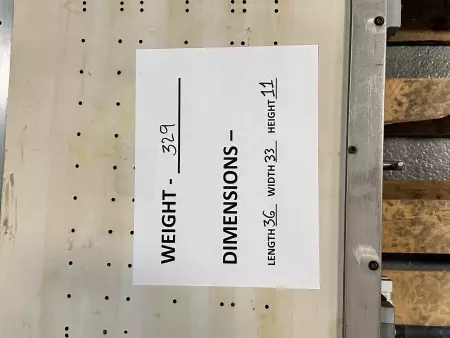 WEIGHT - 329
DIMENSIONS –
LENGTH 36 WIDTH 33 HEIGHT 11